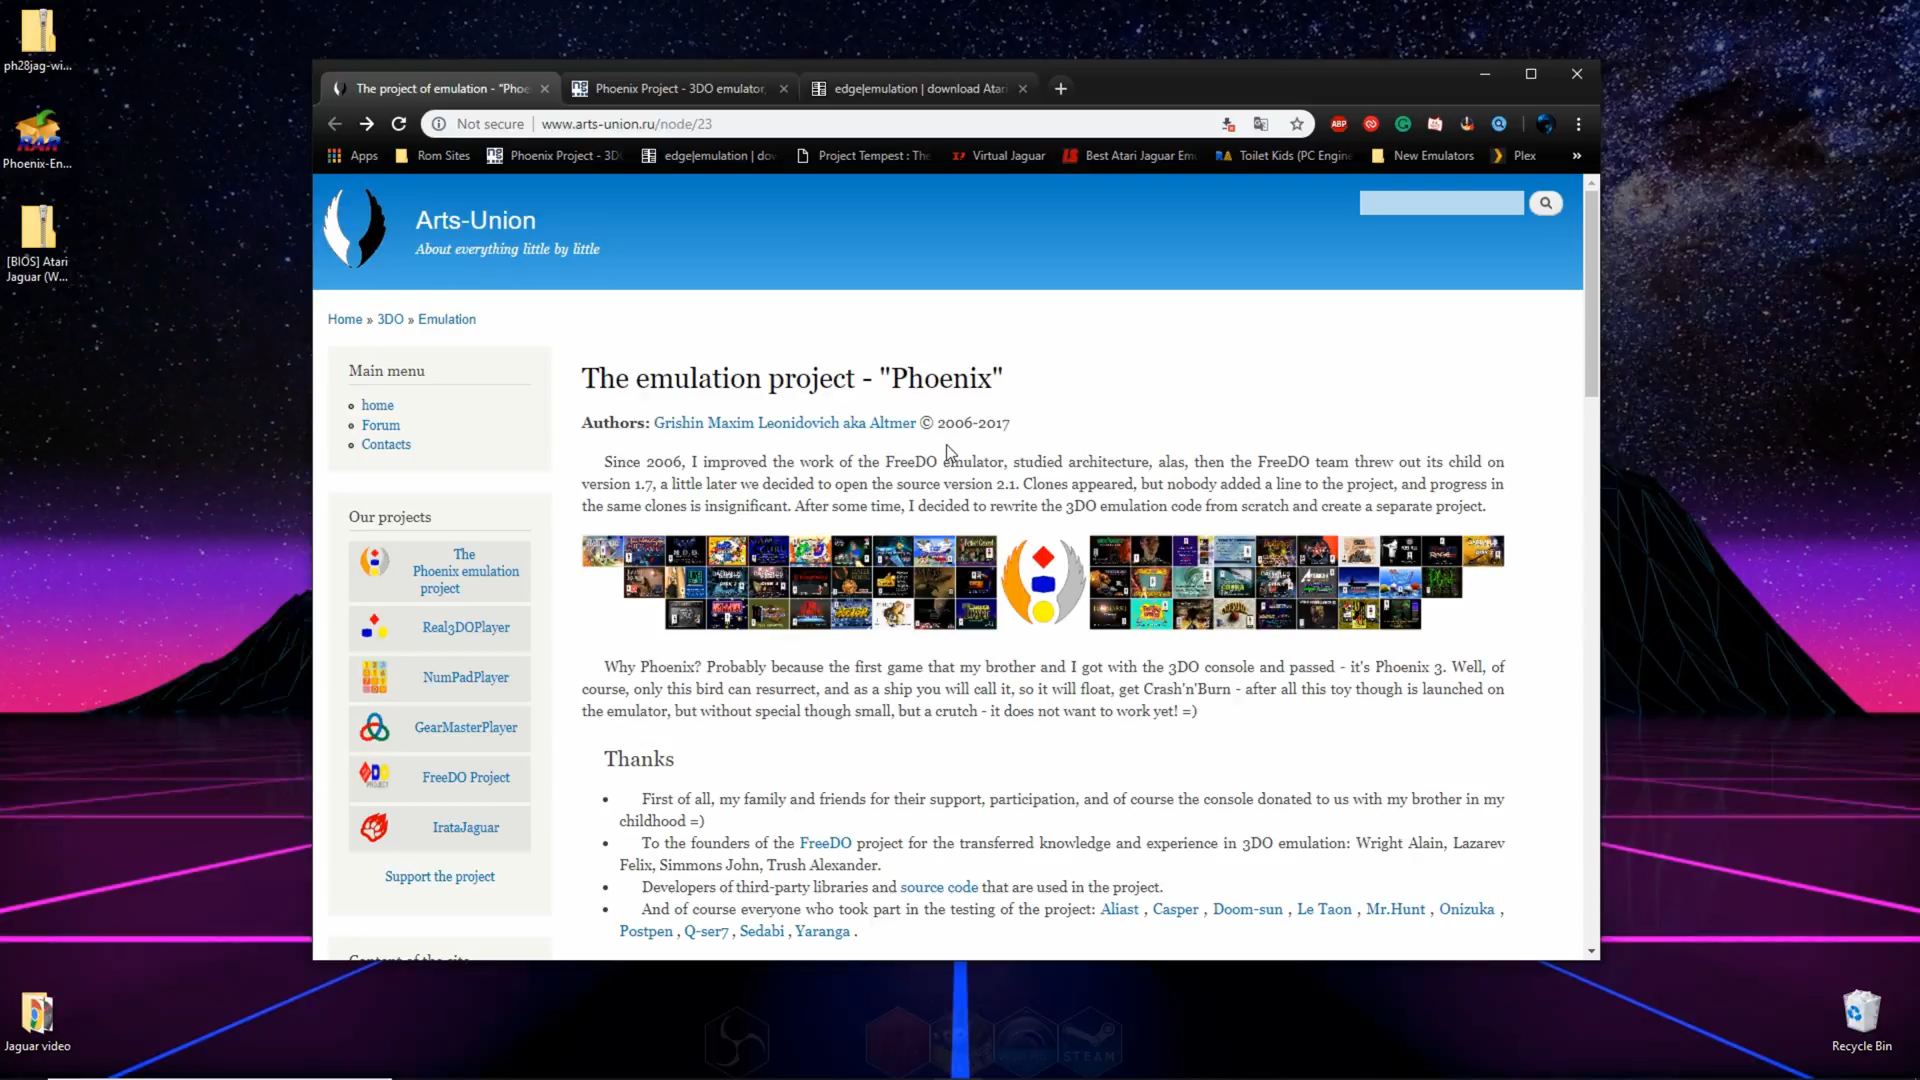 ph28jag-wi...
Phoenix-En...
[BIOS] Atari
Jaguar (W...
Jaguar video
Recycle Bin
The project of emulation - "Phoe
Phoenix Project - 3DO emulator,
edge|emulation | download Atar
Not secure
www.arts-union.ru/node/23
ABP
Apps
Rom Sites
Phoenix Project - 3D
edge|emulation | dov
Project Tempest : The
Virtual Jaguar
Best Atari Jaguar Emu
Toilet Kids (PC Engine
New Emulators
Plex
»
Arts-Union
About everything little by little
Home » 3DO » Emulation
Main menu
home
Forum
Contacts
Our projects
The
Phoenix emulation
project
Real3DOPlayer
NumPadPlayer
GearMasterPlayer
FreeDO Project
IrataJaguar
Support the project
Content of the site
The emulation project - "Phoenix"
Authors: Grishin Maxim Leonidovich aka Altmer © 2006-2017
Since 2006, I improved the work of the FreeDO emulator, studied architecture, alas, then the FreeDO team threw out its child on
version 1.7, a little later we decided to open the source version 2.1. Clones appeared, but nobody added a line to the project, and progress in
the same clones is insignificant. After some time, I decided to rewrite the 3DO emulation code from scratch and create a separate project.
Why Phoenix? Probably because the first game that my brother and I got with the 3DO console and passed - it's Phoenix 3. Well, of
course, only this bird can resurrect, and as a ship you will call it, so it will float, get Crash'n'Burn - after all this toy though is launched on
the emulator, but without special though small, but a crutch - it does not want to work yet! =)
Thanks
• First of all, my family and friends for their support, participation, and of course the console donated to us with my brother in my
childhood =)
• To the founders of the FreeDO project for the transferred knowledge and experience in 3DO emulation: Wright Alain, Lazarev
Felix, Simmons John, Trush Alexander.
• Developers of third-party libraries and source code that are used in the project.
• And of course everyone who took part in the testing of the project: Aliast , Casper , Doom-sun , Le Taon , Mr.Hunt , Onizuka ,
Postpen , Q-ser7 , Sedabi , Yaranga .
STEAM